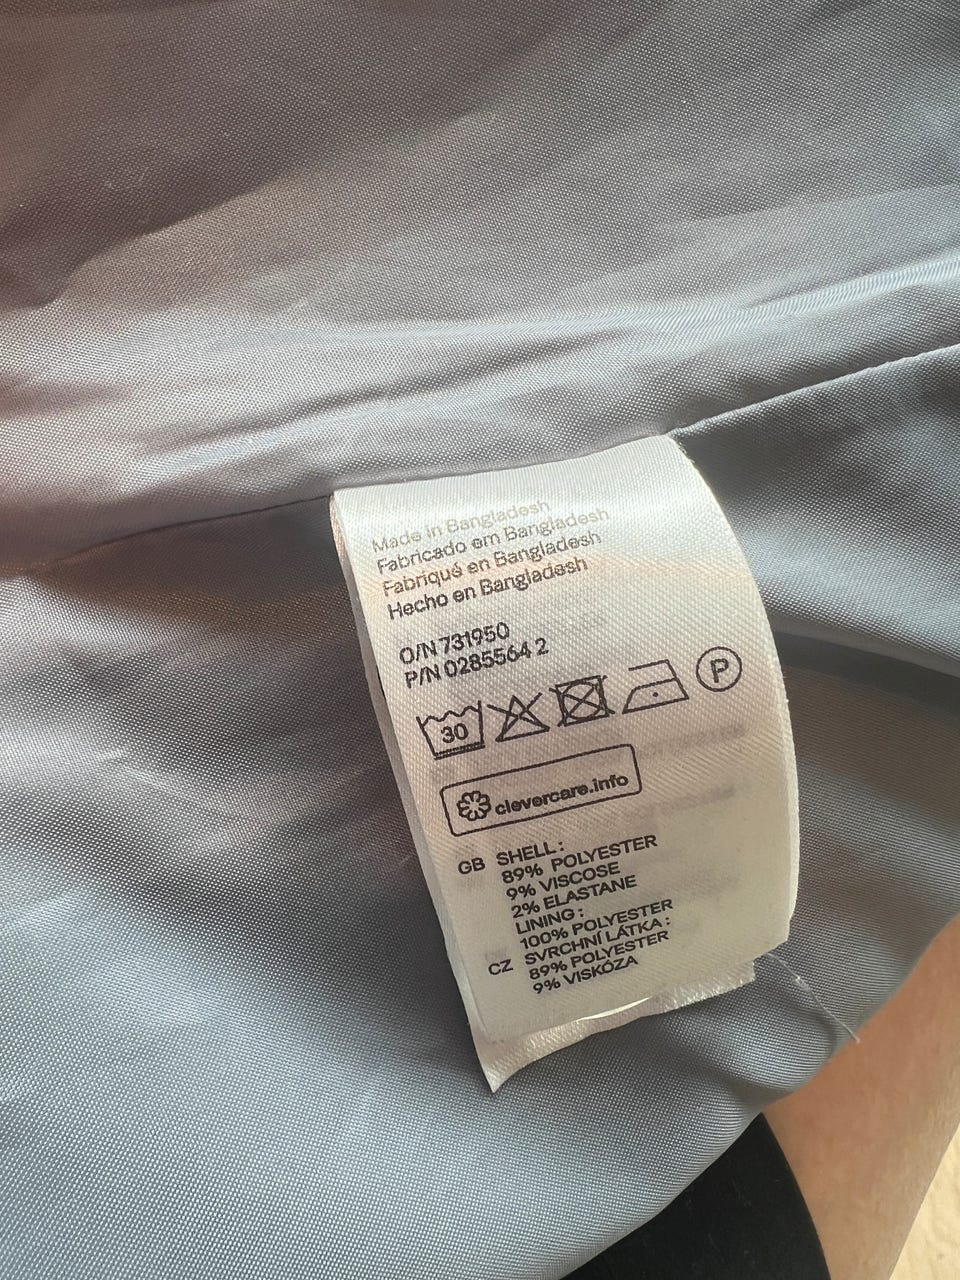 Made in Bangladesh
Fabricado em Bangladesh
Fabriqué en Bangladesh
Hecho en Bangladesh
O/N 731950
P/N 0285564 2
30
P
clevercare.info
GB SHELL :
89% POLYESTER
9% VISCOSE
2% ELASTANE
LINING :
100% POLYESTER
CZ SVRCHNÍ LÁTKA :
89% POLYESTER
9% VISKÓZA